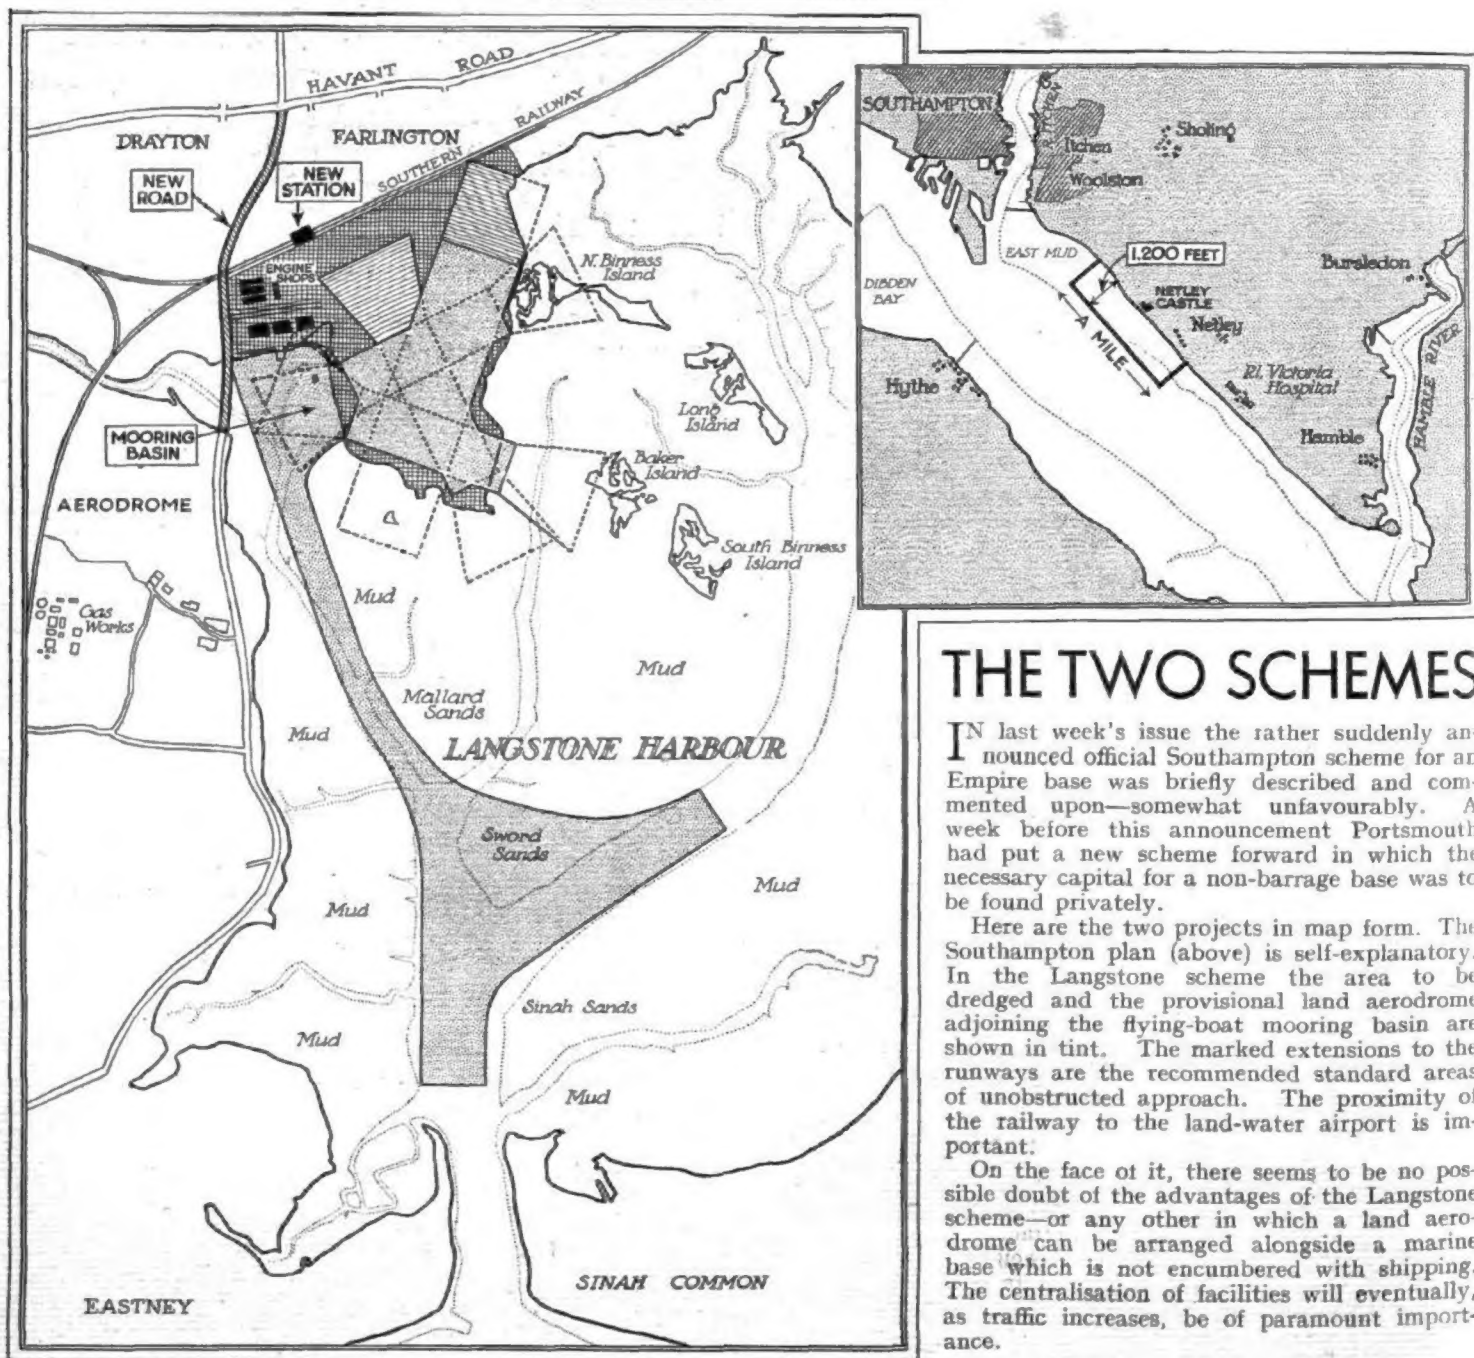 HAVANT ROAD
DRAYTON
FARLINGTON
SOUTHERN RAILWAY
NEW
ROAD
NEW
STATION
ENGINE
SHOPS
N. Binness
Island
Long
Island
MOORING
BASIN
Baker
Island
AERODROME
South Binness
Island
Gas
Works
Mud
Mud
Mallard
Sands
Mud
LANGSTONE HARBOUR
Sword
Sands
Mud
Mud
Sinah Sands
Mud
Mud
SINAH COMMON
EASTNEY
SOUTHAMPTON
R. ITCHEN
Itchen
Sholing
Woolston
EAST MUD
1.200 FEET
DIBDEN
BAY
NETLEY
CASTLE
Netley
Bursledon
A MILE
Hythe
Rl. Victoria
Hospital
HAMBLE RIVER
Hamble
THE TWO SCHEMES
IN last week's issue the rather suddenly an-
nounced official Southampton scheme for an
Empire base was briefly described and com-
mented upon—somewhat unfavourably. A
week before this announcement Portsmouth
had put a new scheme forward in which the
necessary capital for a non-barrage base was to
be found privately.
Here are the two projects in map form. The
Southampton plan (above) is self-explanatory.
In the Langstone scheme the area to be
dredged and the provisional land aerodrome
adjoining the flying-boat mooring basin are
shown in tint. The marked extensions to the
runways are the recommended standard areas
of unobstructed approach. The proximity of
the railway to the land-water airport is im-
portant.
On the face of it, there seems to be no pos-
sible doubt of the advantages of the Langstone
scheme—or any other in which a land aero-
drome can be arranged alongside a marine
base which is not encumbered with shipping.
The centralisation of facilities will eventually,
as traffic increases, be of paramount import-
ance.